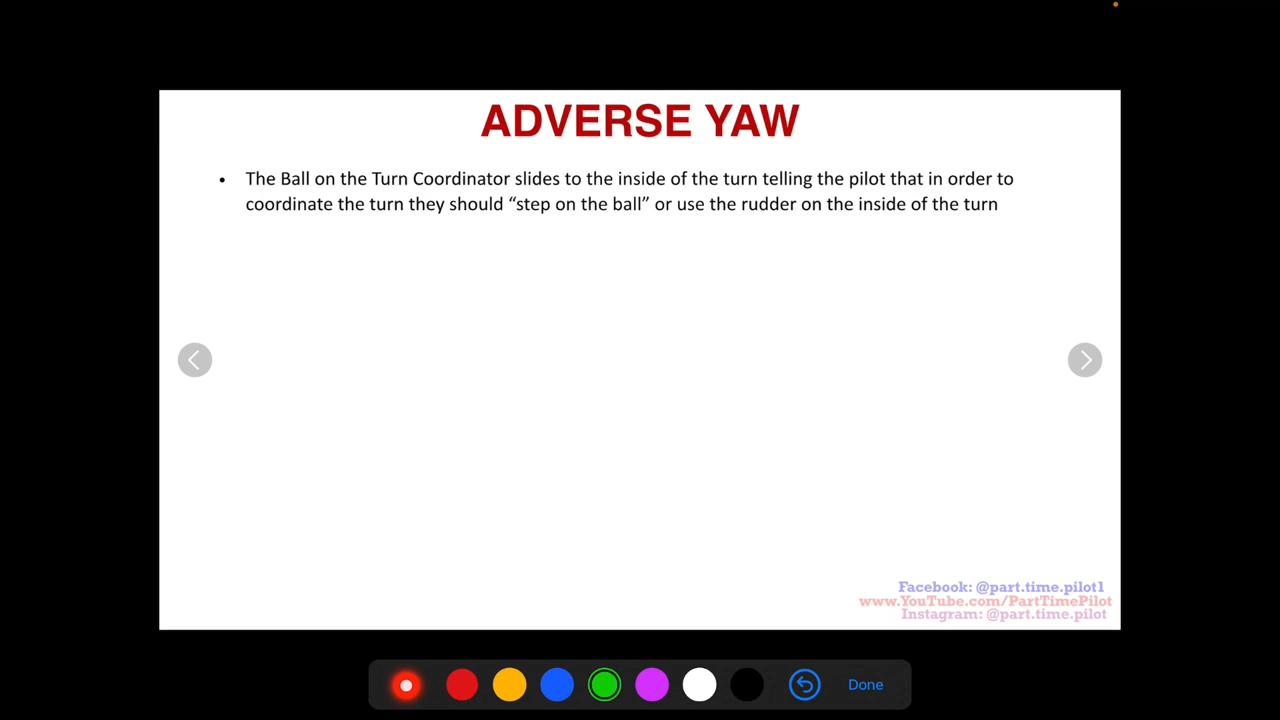 ADVERSE YAW
• The Ball on the Turn Coordinator slides to the inside of the turn telling the pilot that in order to
coordinate the turn they should “step on the ball” or use the rudder on the inside of the turn
Facebook: @part.time.pilot1
www.YouTube.com/PartTimePilot
Instagram: @part.time.pilot
Done